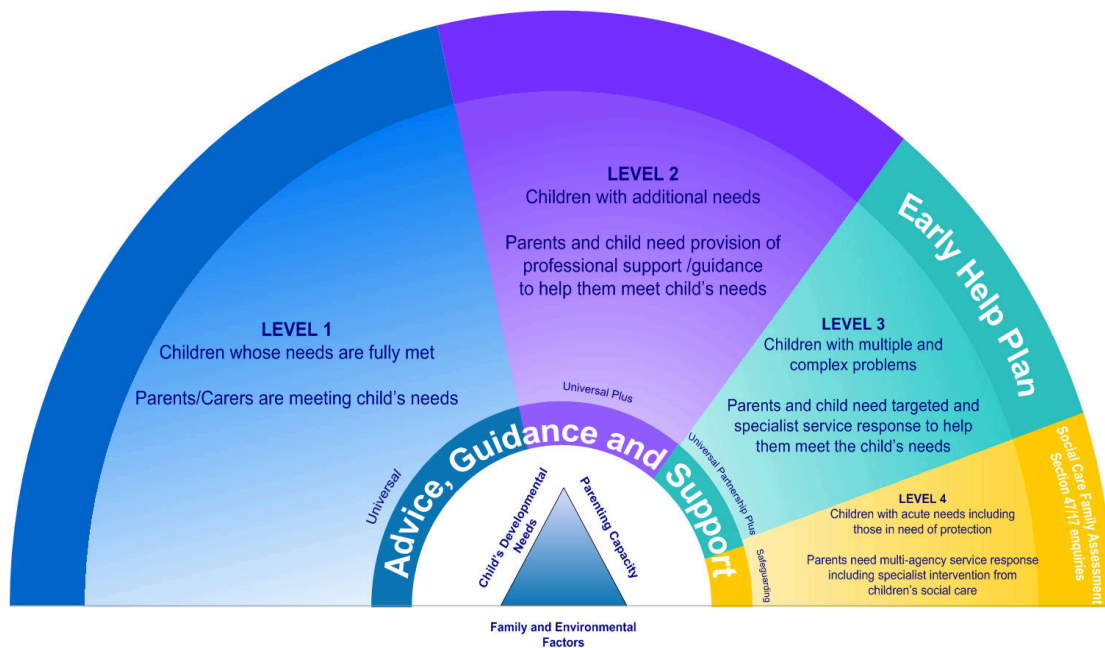 LEVEL 1
Children whose needs are fully met
Parents/Carers are meeting child's needs
LEVEL 2
Children with additional needs
Parents and child need provision of
professional support /guidance
to help them meet child's needs
LEVEL 3
Children with multiple and
complex problems
Parents and child need targeted and
specialist service response to help
them meet the child's needs
LEVEL 4
Children with acute needs including
those in need of protection
Parents need multi-agency service response
including specialist intervention from
children's social care
Early Help Plan
Social Care Family Assessment
Section 47/17 enquiries
Universal
Universal Plus
Universal Partnership Plus
Safeguarding
Advice, Guidance and Support
Child's Developmental
Needs
Parenting Capacity
Family and Environmental
Factors